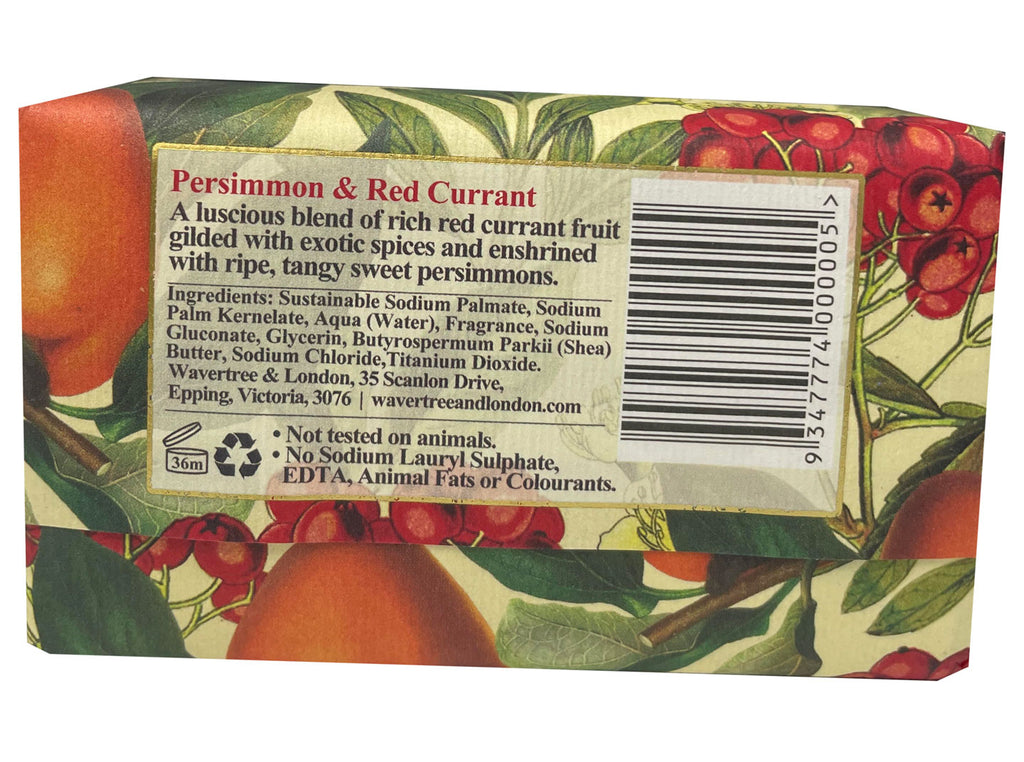 Persimmon & Red Currant
A luscious blend of rich red currant fruit
gilded with exotic spices and enshrined
with ripe, tangy sweet persimmons.
Ingredients: Sustainable Sodium Palmate, Sodium
Palm Kernelate, Aqua (Water), Fragrance, Sodium
Gluconate, Glycerin, Butyrospermum Parkii (Shea)
Butter, Sodium Chloride,Titanium Dioxide.
Wavertree & London, 35 Scanlon Drive,
Epping, Victoria, 3076 | wavertreeandlondon.com
36m
• Not tested on animals.
• No Sodium Lauryl Sulphate,
EDTA, Animal Fats or Colourants.
9 347774 000005 >